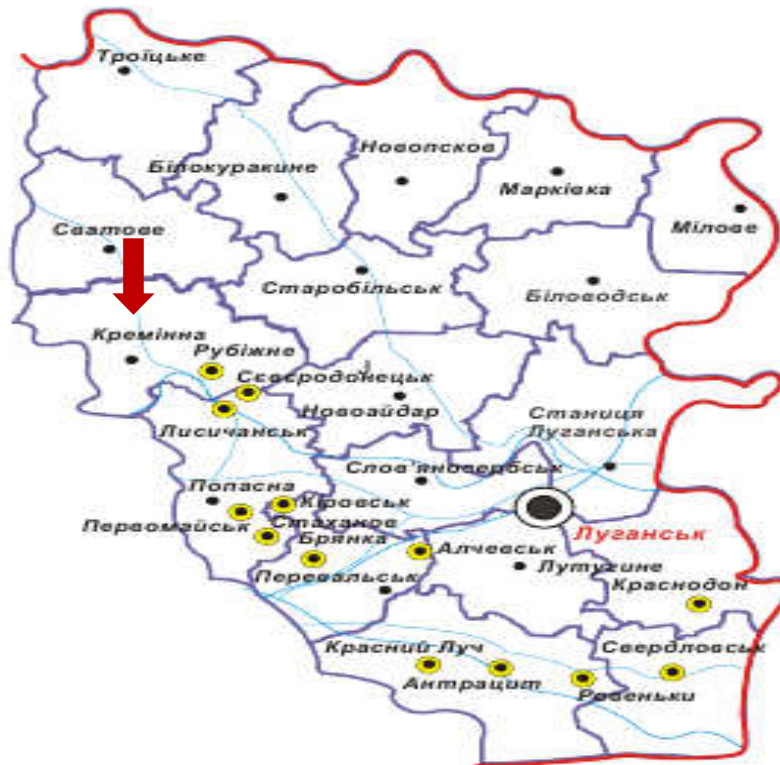 Троїцьке
Білокуракине
Новопсков
Марківка
Мілове
Сватове
Старобільськ
Біловодськ
Кремінна
Рубіжне
Сєвєродонецьк
Новоайдар
Лисичанськ
Станиця
Луганська
Слов'яносербськ
Попасна
Кіровськ
Первомайськ
Стаханов
Брянка
Луганськ
Алчевськ
Перевальськ
Лутугине
Краснодон
Красний Луч
Антрацит
Свердловськ
Ровеньки